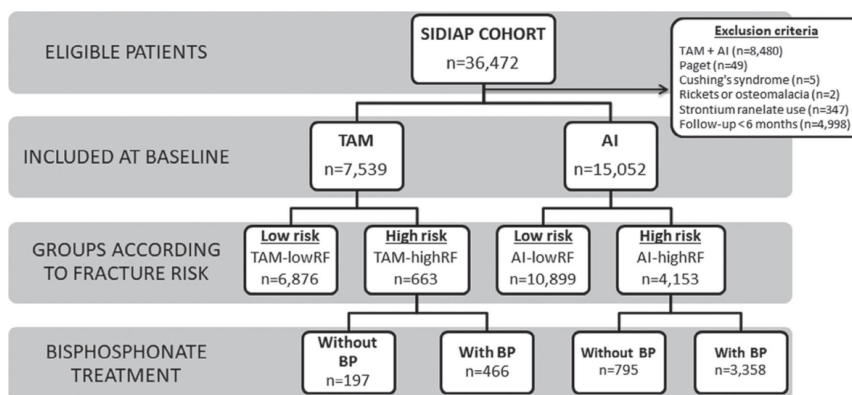 ELIGIBLE PATIENTS
SIDIAP COHORT
n=36,472
Exclusion criteria
TAM + AI (n=8,480)
Paget (n=49)
Cushing's syndrome (n=5)
Rickets or osteomalacia (n=2)
Strontium ranelate use (n=347)
Follow-up < 6 months (n=4,998)
INCLUDED AT BASELINE
TAM
n=7,539
AI
n=15,052
GROUPS ACCORDING
TO FRACTURE RISK
Low risk
TAM-lowRF
n=6,876
High risk
TAM-highRF
n=663
Low risk
AI-lowRF
n=10,899
High risk
AI-highRF
n=4,153
BISPHOSPHONATE
TREATMENT
Without
BP
n=197
With BP
n=466
Without BP
n=795
With BP
n=3,358